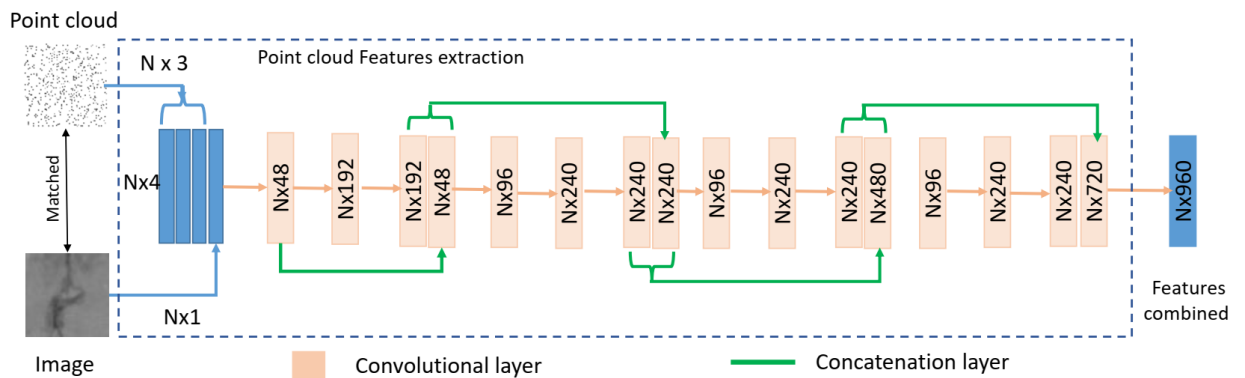 Point cloud
N x 3
Point cloud Features extraction
Matched
Nx4
Nx48
Nx192
Nx192
Nx48
Nx96
Nx240
Nx240
Nx240
Nx96
Nx240
Nx240
Nx480
Nx96
Nx240
Nx240
Nx720
Nx960
Nx1
Features
combined
Image
Convolutional layer
Concatenation layer